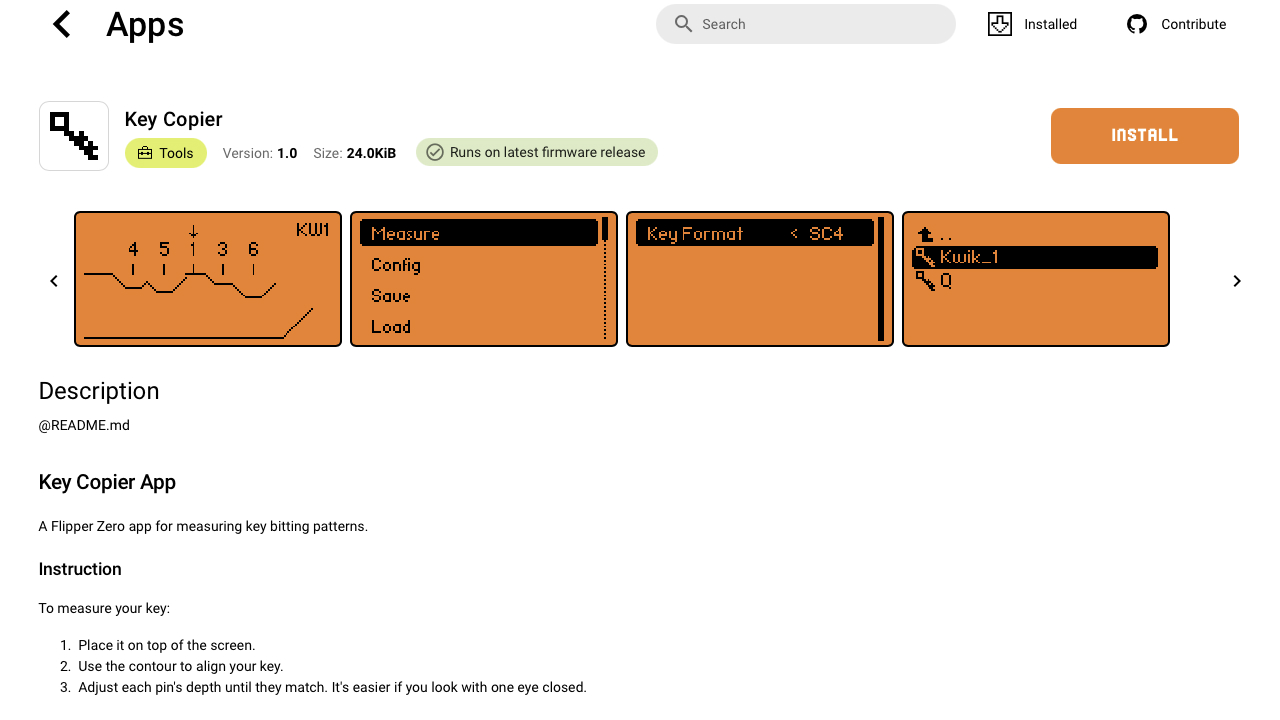 Apps
Search
Installed
Contribute
Key Copier
Tools
Version: 1.0
Size: 24.0KiB
Runs on latest firmware release
INSTALL
KW1
4 5 1 3 6
Measure
Config
Save
Load
Key Format < SC4
..
Kwik_1
Q
Description
@README.md
Key Copier App
A Flipper Zero app for measuring key bitting patterns.
Instruction
To measure your key:
1. Place it on top of the screen.
2. Use the contour to align your key.
3. Adjust each pin's depth until they match. It's easier if you look with one eye closed.